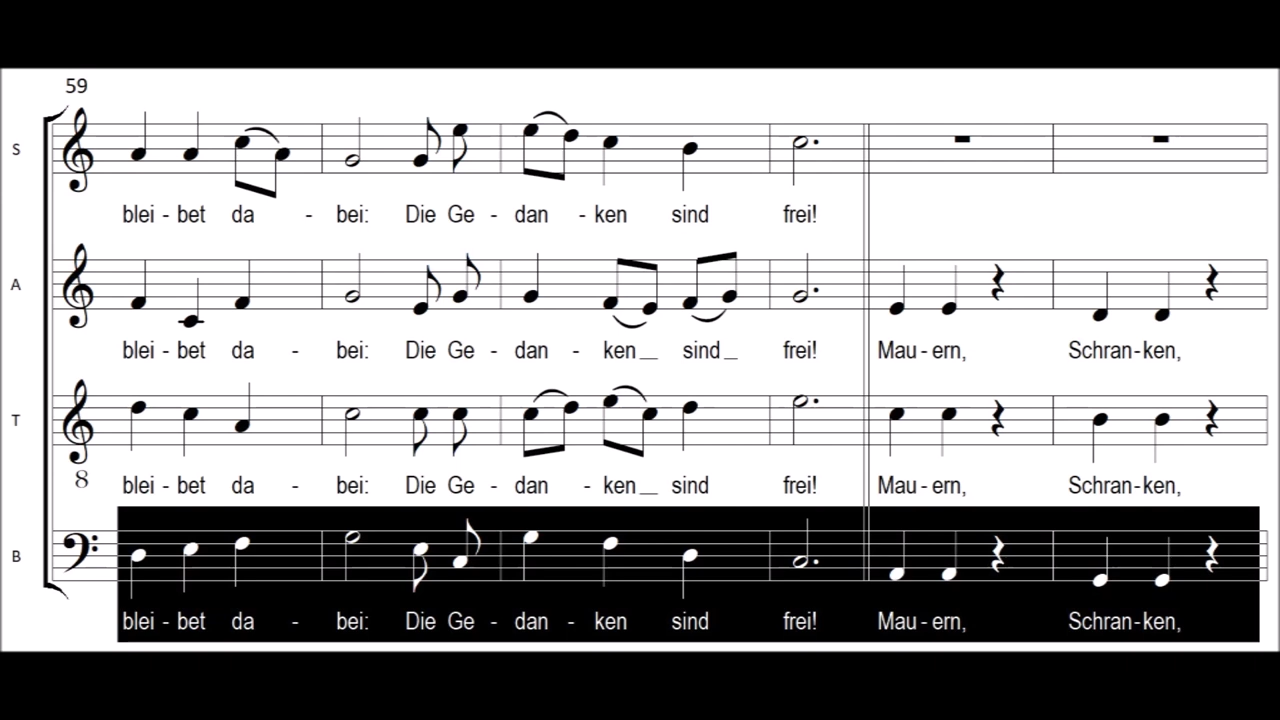 59
S
blei - bet da - bei: Die Ge - dan - ken sind frei!
A
blei - bet da - bei: Die Ge - dan - ken_ sind_ frei! Mau - ern, Schran - ken,
T
8
blei - bet da - bei: Die Ge - dan - ken_ sind frei! Mau - ern, Schran - ken,
B
blei - bet da - bei: Die Ge - dan - ken sind frei! Mau - ern, Schran - ken,